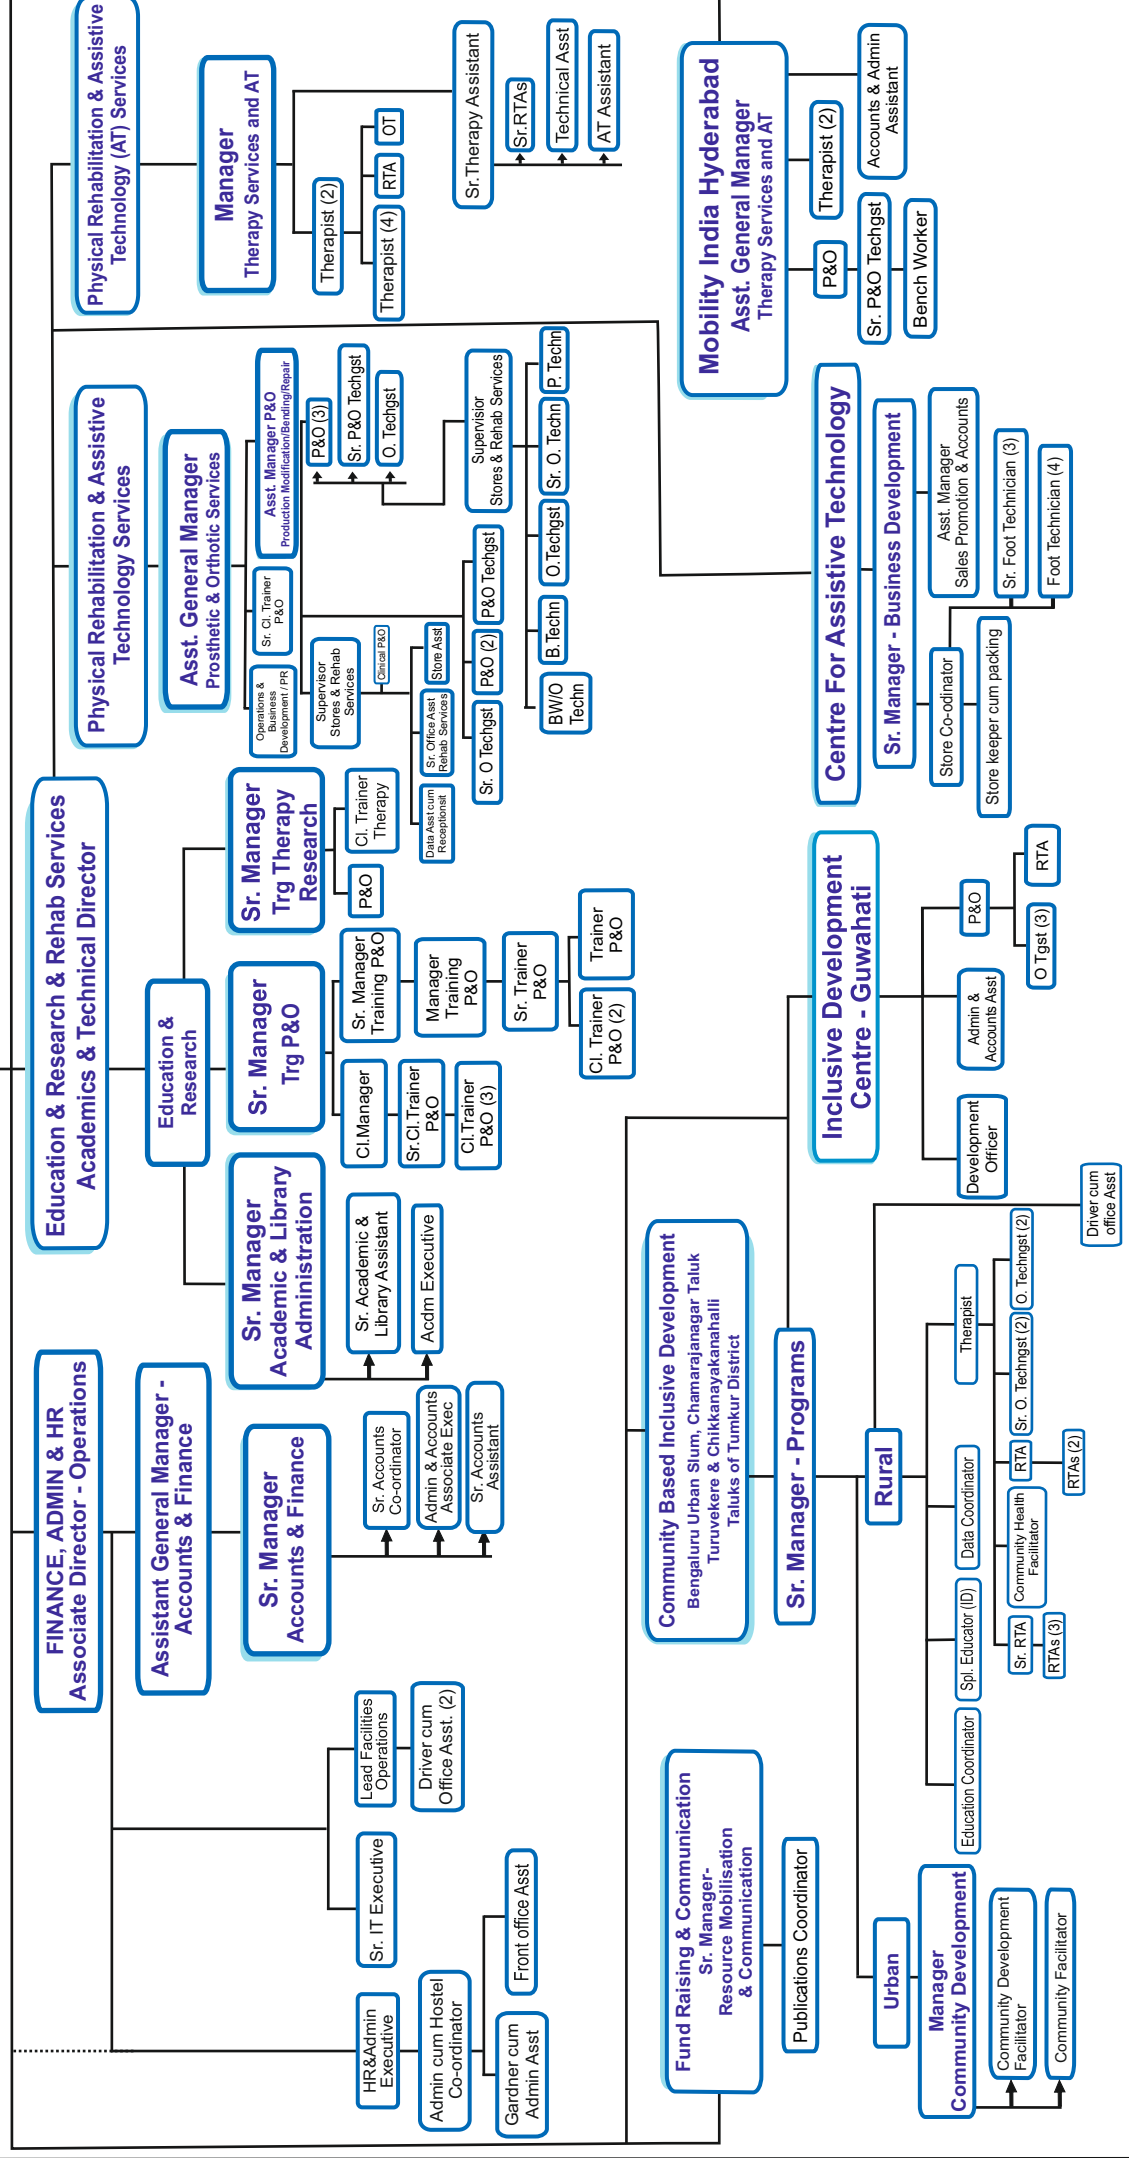 FINANCE, ADMIN & HR
Associate Director - Operations
Assistant General Manager -
Accounts & Finance
Sr. Manager
Accounts & Finance
Sr. Accounts
Co-ordinator
Admin & Accounts
Associate Exec
Sr. Accounts
Assistant
HR&Admin
Executive
Admin cum Hostel
Co-ordinator
Gardner cum
Admin Asst
Front office Asst
Sr. IT Executive
Lead Facilities
Operations
Driver cum
Office Asst. (2)
Education & Research & Rehab Services
Academics & Technical Director
Education &
Research
Sr. Manager
Academic & Library
Administration
Sr. Academic &
Library Assistant
Acdm Executive
Sr. Manager
Trg P&O
Cl.Manager
Sr.Cl.Trainer
P&O
Cl.Trainer
P&O (3)
Sr. Manager
Training P&O
Manager
Training
P&O
Sr. Trainer
P&O
Cl. Trainer
P&O (2)
Trainer
P&O
Sr. Manager
Trg Therapy
Research
P&O
Cl. Trainer
Therapy
Physical Rehabilitation & Assistive
Technology Services
Asst. General Manager
Prosthetic & Orthotic Services
Operations &
Business
Development / PR
Sr. Cl. Trainer
P&O
Asst. Manager P&O
Production Modification/Bending/Repair
P&O (3)
Sr. P&O Techgst
O. Techgst
Supervisor
Stores & Rehab
Services
Clinical P&O
Data Asst cum
Receptionsit
Sr. Office Asst
Rehab Services
Store Asst
Sr. O Techgst
P&O (2)
P&O Techgst
Supervisior
Stores & Rehab Services
BW/O
Techn
B.Techn
O.Techgst
Sr. O. Techn
P. Techn
Physical Rehabilitation & Assistive
Technology (AT) Services
Manager
Therapy Services and AT
Therapist (2)
Therapist (4)
RTA
OT
Sr.Therapy Assistant
Sr.RTAs
Technical Asst
AT Assistant
Fund Raising & Communication
Sr. Manager-
Resource Mobilisation
& Communication
Publications Coordinator
Community Based Inclusive Development
Bengaluru Urban Slum, Chamarajanagar Taluk
Turuvekere & Chikkanayakanahalli
Taluks of Tumkur District
Sr. Manager - Programs
Urban
Manager
Community Development
Community Development
Facilitator
Community Facilitator
Rural
Education Coordinator
Spl. Educator (ID)
Data Coordinator
Therapist
Sr. RTA
RTAs (3)
Community Health
Facilitator
RTA
RTAs (2)
Sr. O. Techngst (2)
O. Techngst (2)
Driver cum
office Asst
Inclusive Development
Centre - Guwahati
Development
Officer
Admin &
Accounts Asst
P&O
O Tgst (3)
RTA
Centre For Assistive Technology
Sr. Manager - Business Development
Store Co-odinator
Store keeper cum packing
Asst. Manager
Sales Promotion & Accounts
Sr. Foot Technician (3)
Foot Technician (4)
Mobility India Hyderabad
Asst. General Manager
Therapy Services and AT
P&O
Sr. P&O Techgst
Bench Worker
Therapist (2)
Accounts & Admin
Assistant